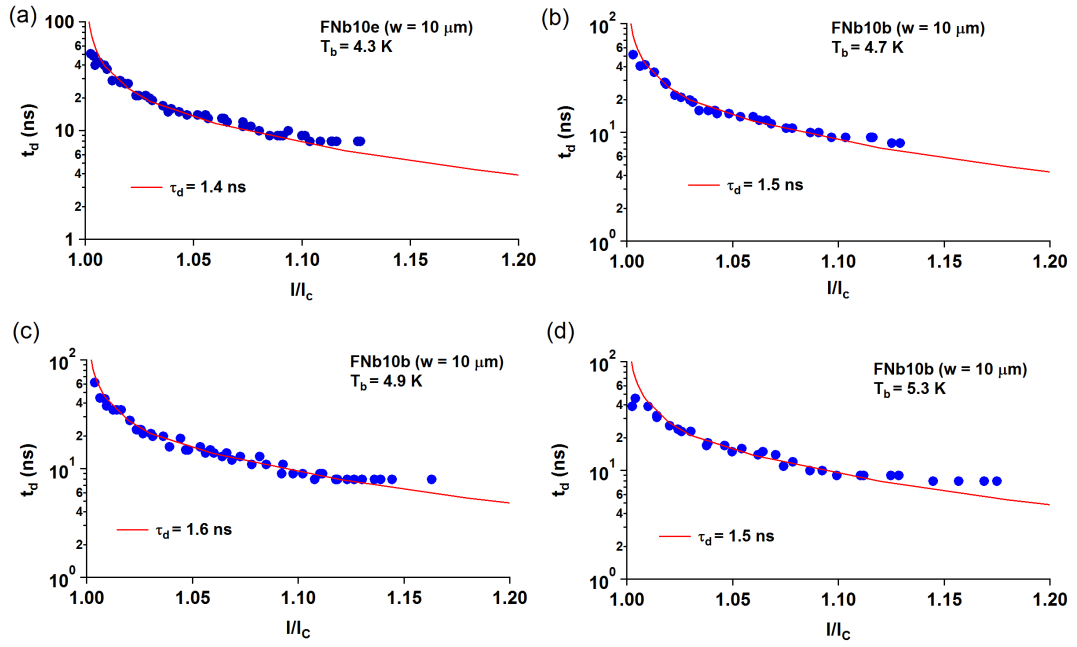 (a)
FNb10e (w = 10 μm)
T_b = 4.3 K
100
6
4
2
10
6
4
2
1
t_d (ns)
τ_d = 1.4 ns
1.00 1.05 1.10 1.15 1.20
I/I_c
(b)
FNb10b (w = 10 μm)
T_b = 4.7 K
10^2
6
4
2
10^1
6
4
2
10^0
t_d (ns)
τ_d = 1.5 ns
1.00 1.05 1.10 1.15 1.20
I/I_c
(c)
FNb10b (w = 10 μm)
T_b = 4.9 K
10^2
6
4
2
10^1
6
4
2
10^0
t_d (ns)
τ_d = 1.6 ns
1.00 1.05 1.10 1.15 1.20
I/I_C
(d)
FNb10b (w = 10 μm)
T_b = 5.3 K
10^2
6
4
2
10^1
6
4
2
10^0
t_d (ns)
τ_d = 1.5 ns
1.00 1.05 1.10 1.15 1.20
I/I_C